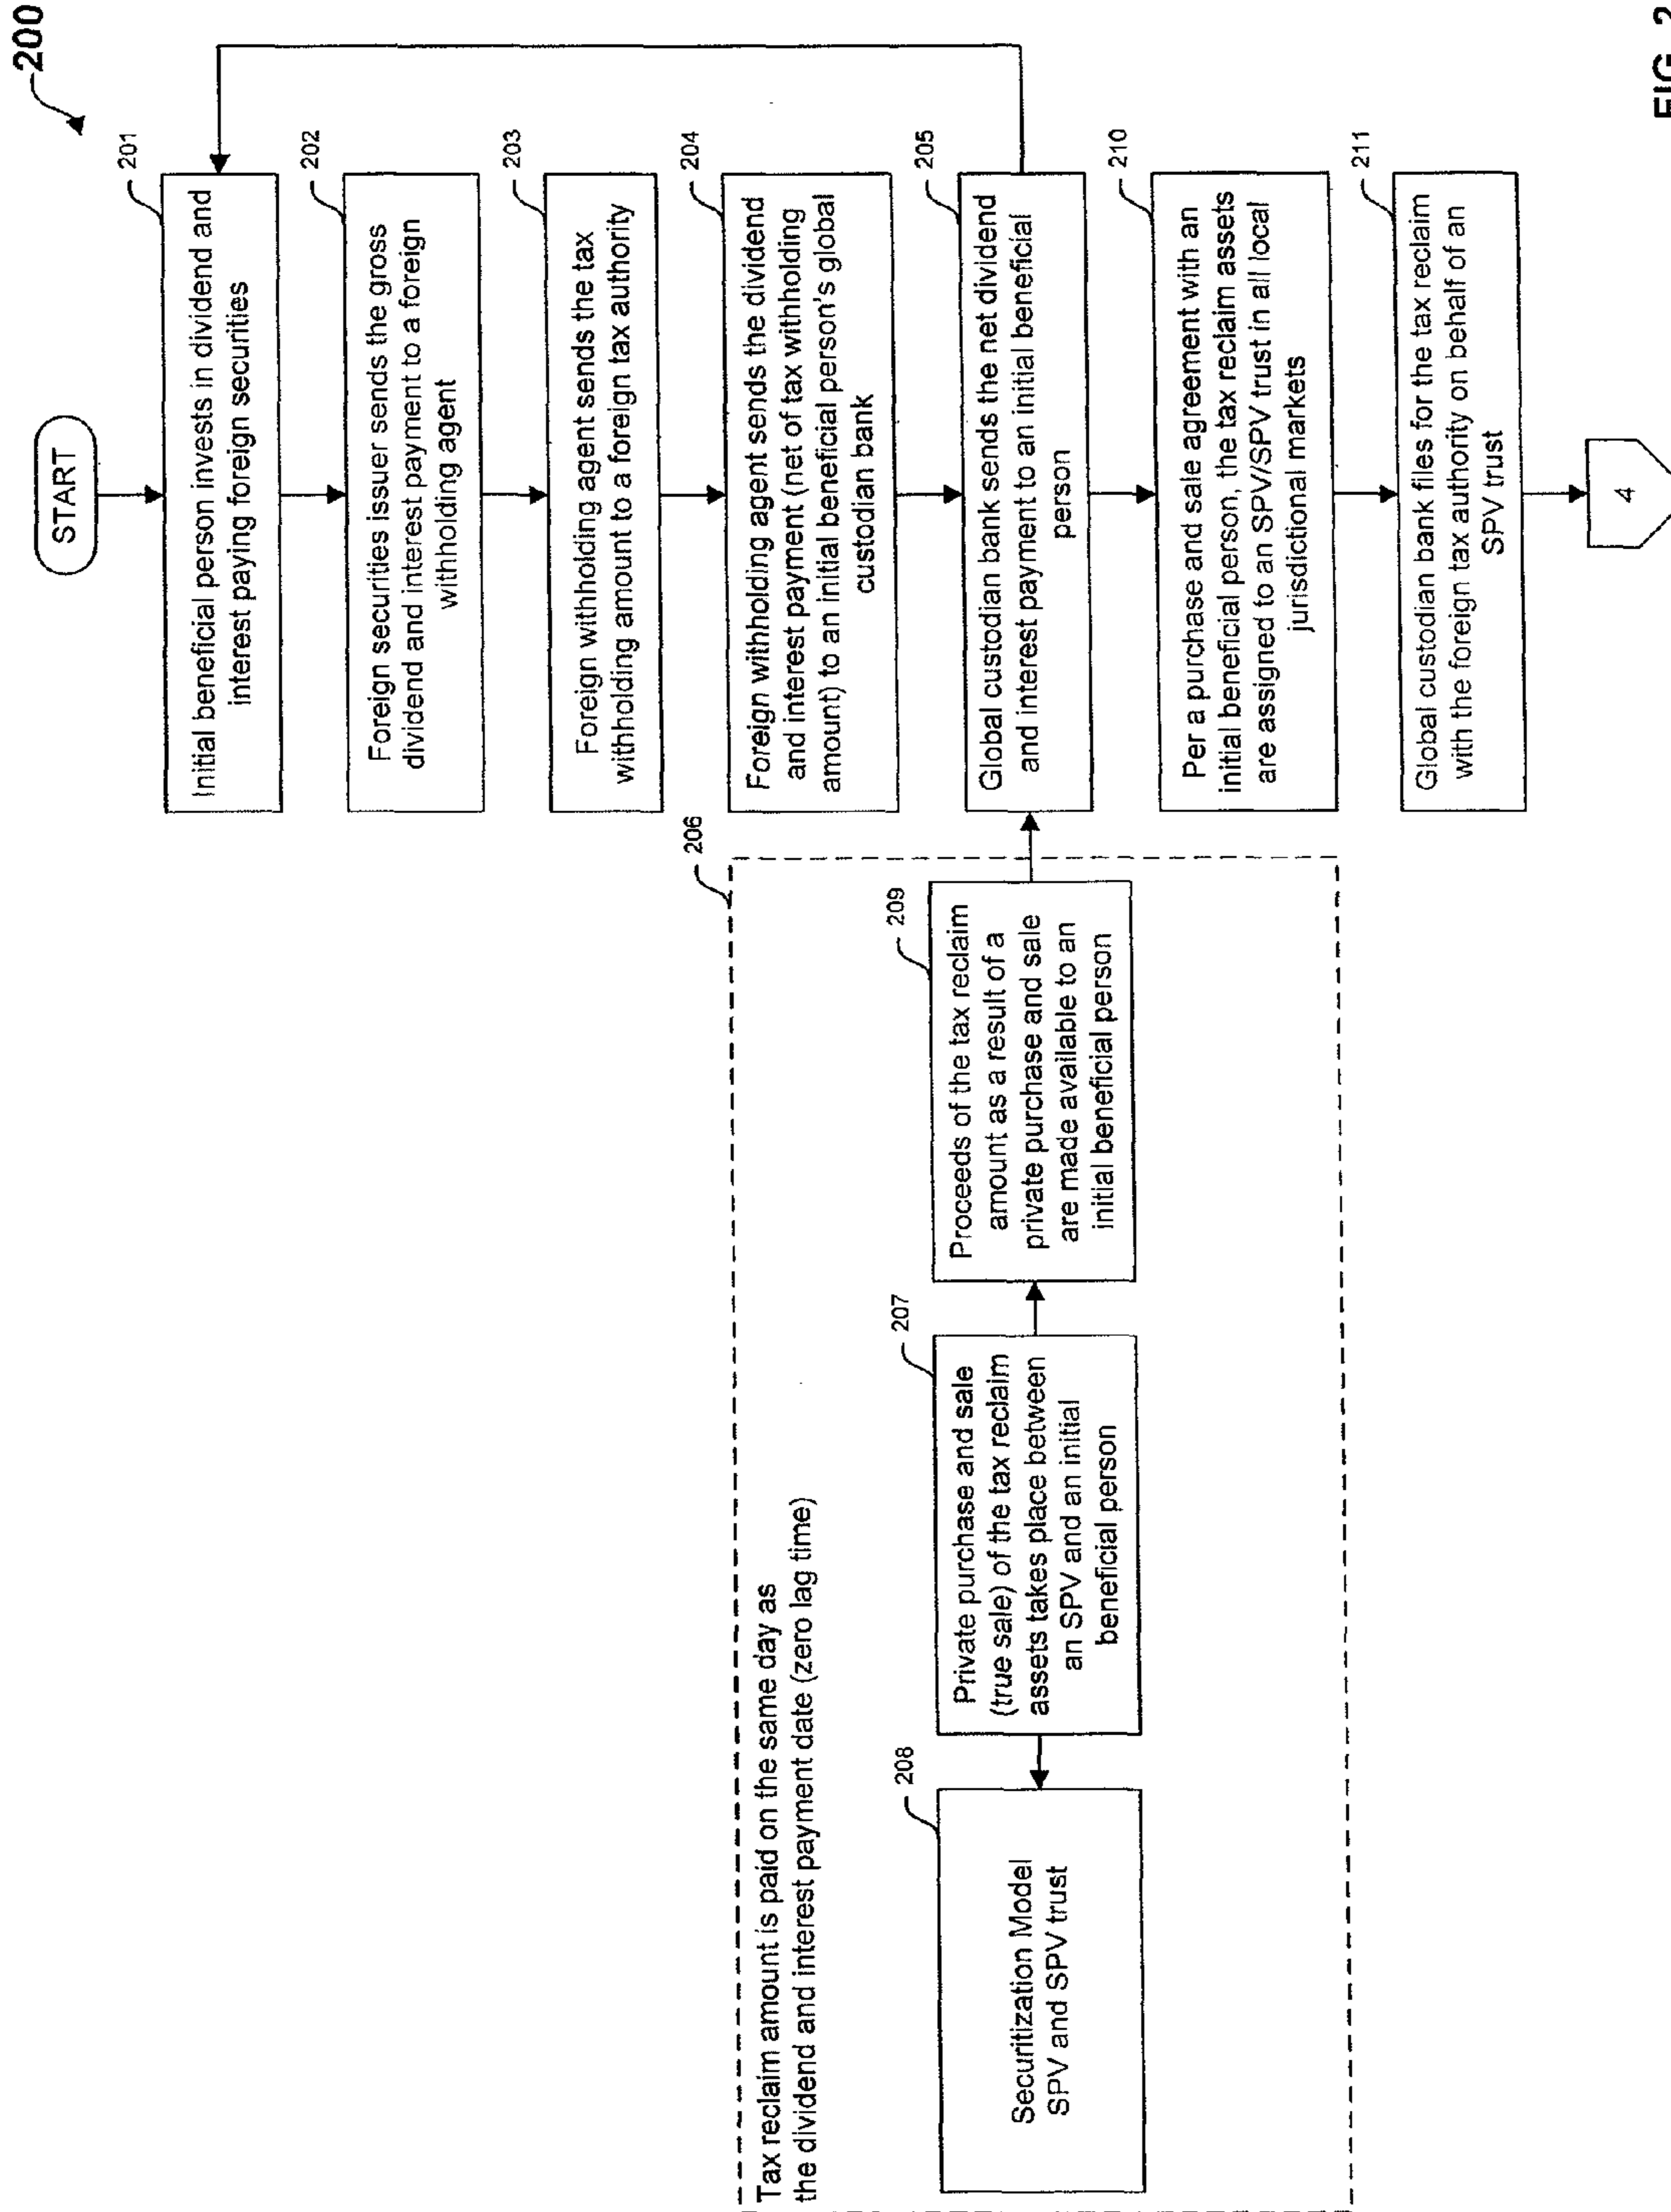 200
START
201
Initial beneficial person invests in dividend and
interest paying foreign securities
202
Foreign securities issuer sends the gross
dividend and interest payment to a foreign
withholding agent
203
Foreign withholding agent sends the tax
withholding amount to a foreign tax authority
204
Foreign withholding agent sends the dividend
and interest payment (net of tax withholding
amount) to an initial beneficial person's global
custodian bank
205
Global custodian bank sends the net dividend
and interest payment to an initial beneficial
person
206
Tax reclaim amount is paid on the same day as
the dividend and interest payment date (zero lag time)
208
Securitization Model
SPV and SPV trust
207
Private purchase and sale
(true sale) of the tax reclaim
assets takes place between
an SPV and an initial
beneficial person
209
Proceeds of the tax reclaim
amount as a result of a
private purchase and sale
are made available to an
initial beneficial person
210
Per a purchase and sale agreement with an
initial beneficial person, the tax reclaim assets
are assigned to an SPV/SPV trust in all local
jurisdictional markets
211
Global custodian bank files for the tax reclaim
with the foreign tax authority on behalf of an
SPV trust
4
FIG. 2